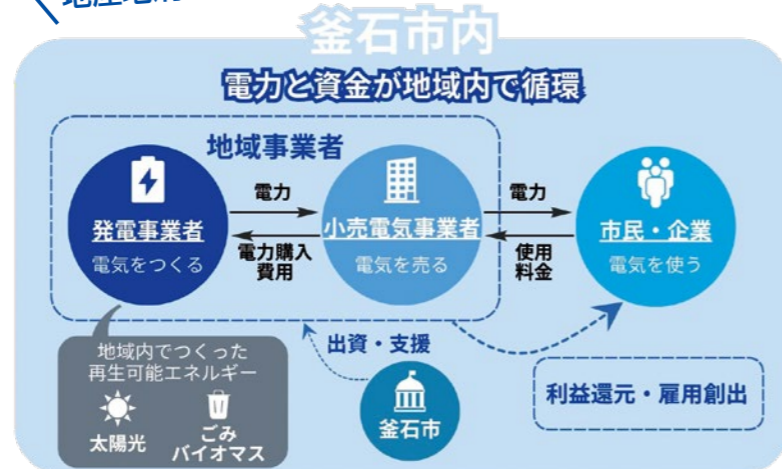 釜石市内
電力と資金が地域内で循環
地域事業者
発電事業者
電気をつくる
電力
電力購入
費用
小売電気事業者
電気を売る
電力
使用
料金
市民・企業
電気を使う
地域内でつくった
再生可能エネルギー
太陽光
ごみ
バイオマス
出資・支援
釜石市
利益還元・雇用創出